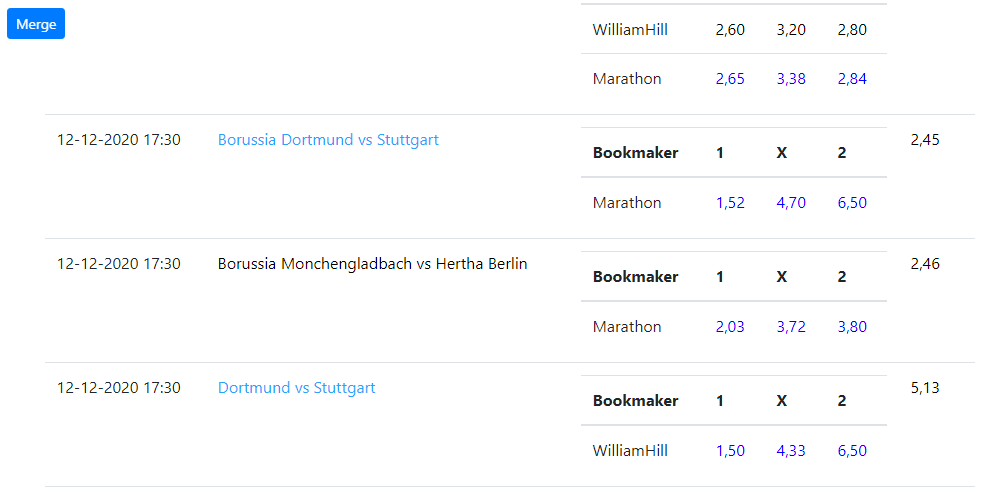 Merge
WilliamHill 2,60 3,20 2,80
Marathon 2,65 3,38 2,84
12-12-2020 17:30 Borussia Dortmund vs Stuttgart Bookmaker 1 X 2 2,45
Marathon 1,52 4,70 6,50
12-12-2020 17:30 Borussia Monchengladbach vs Hertha Berlin Bookmaker 1 X 2 2,46
Marathon 2,03 3,72 3,80
12-12-2020 17:30 Dortmund vs Stuttgart Bookmaker 1 X 2 5,13
WilliamHill 1,50 4,33 6,50